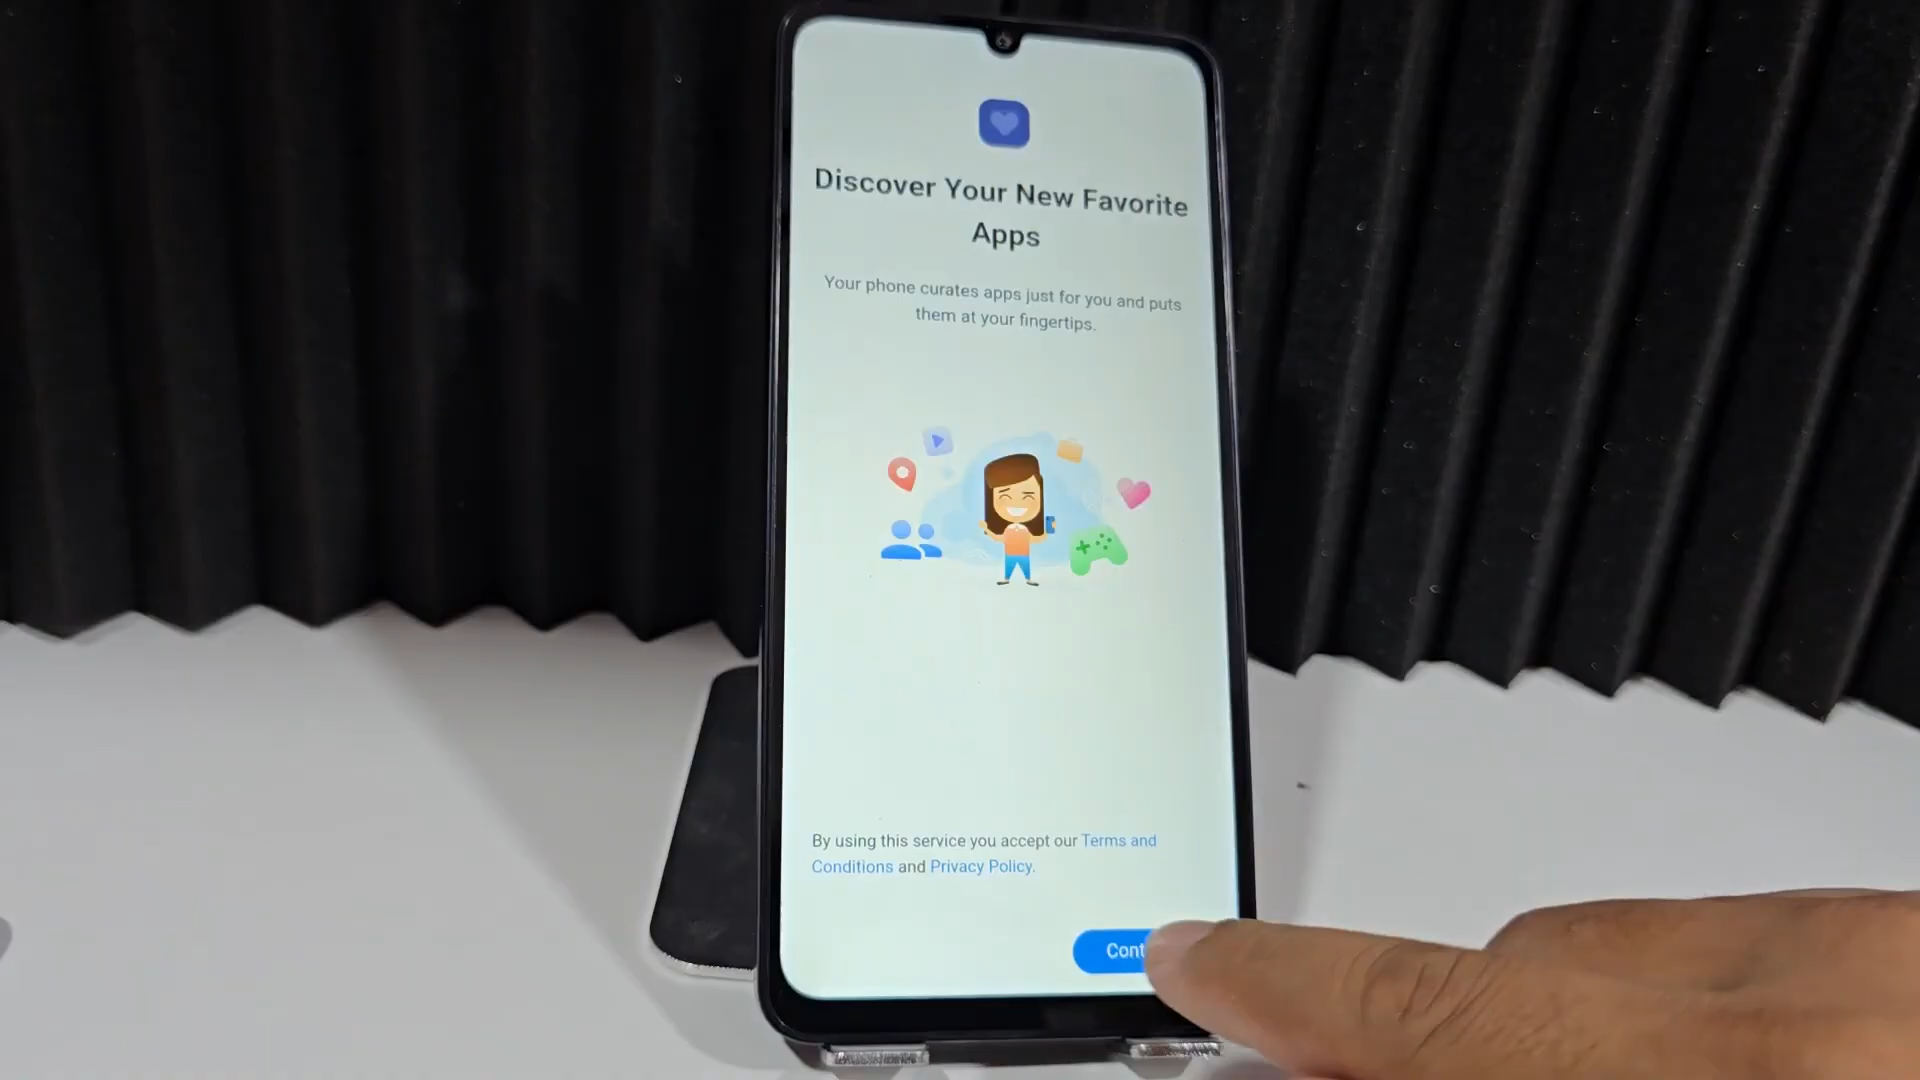 Discover Your New Favorite
Apps
Your phone curates apps just for you and puts
them at your fingertips.
By using this service you accept our Terms and
Conditions and Privacy Policy.
Cont